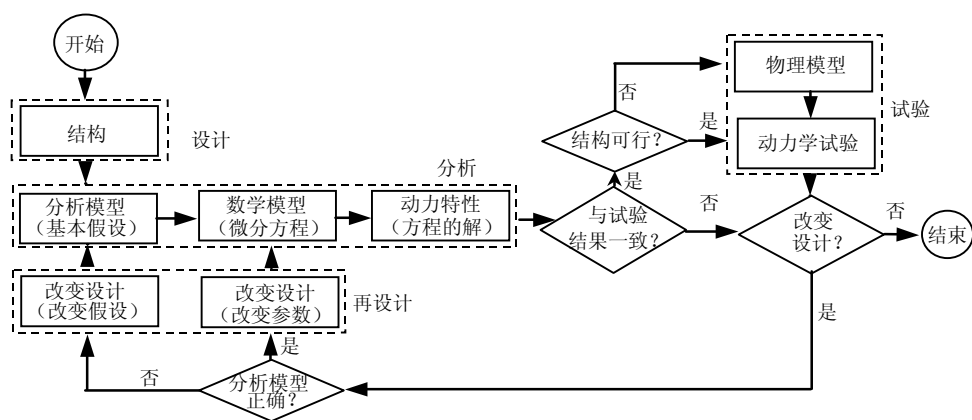 开始
结构
设计
分析
分析模型
（基本假设）
数学模型
（微分方程）
动力特性
（方程的解）
与试验
结果一致？
是
否
结构可行？
否
是
物理模型
动力学试验
试验
改变
设计？
否
结束
是
改变设计
（改变假设）
改变设计
（改变参数）
再设计
分析模型
正确？
否
是